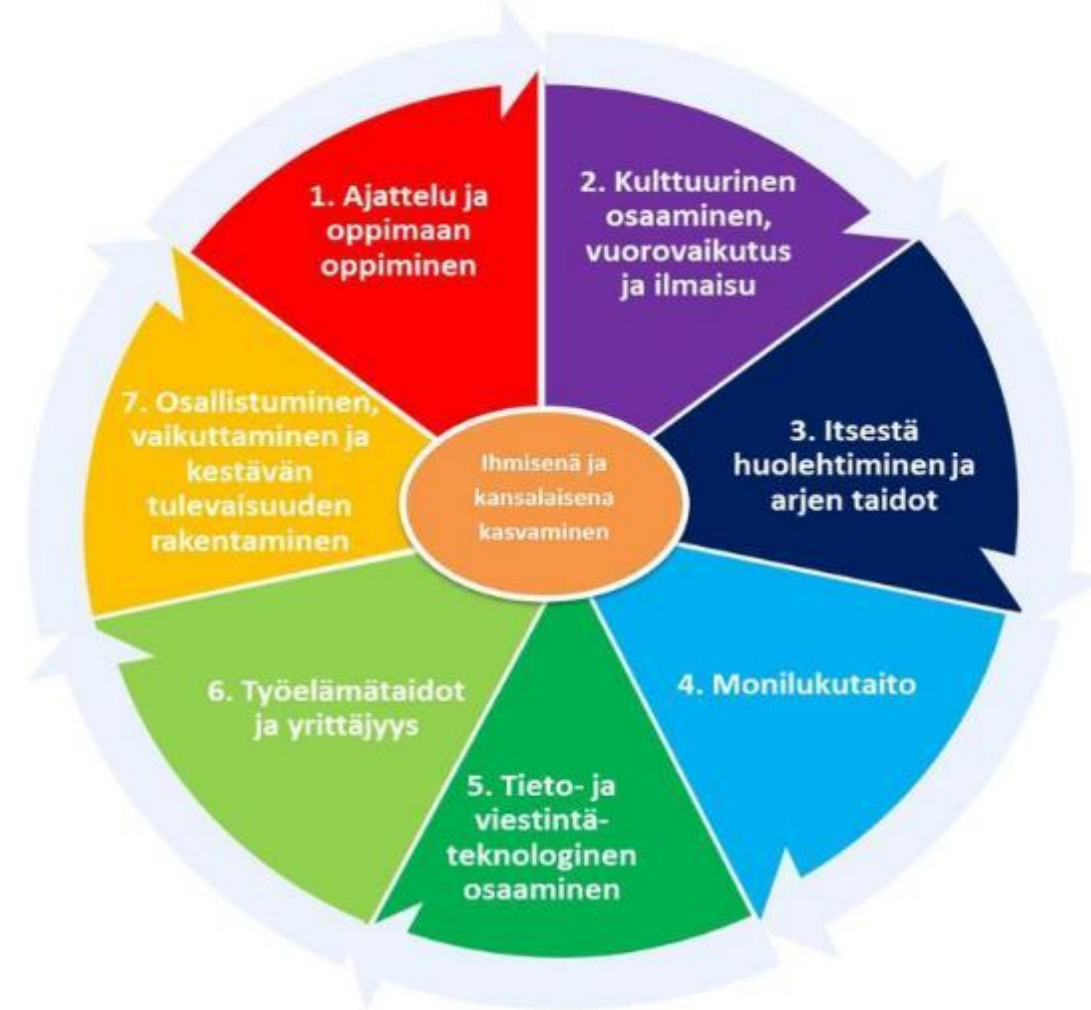 1. Ajattelu ja
oppimaan
oppiminen
2. Kulttuurinen
osaaminen,
vuorovaikutus
ja ilmaisu
3. Itsestä
huolehtiminen ja
arjen taidot
4. Monilukutaito
5. Tieto- ja
viestintä-
teknologinen
osaaminen
6. Työelämätaidot
ja yrittäjyys
7. Osallistuminen,
vaikuttaminen ja
kestävän
tulevaisuuden
rakentaminen
Ihmisenä ja
kansalaisena
kasvaminen